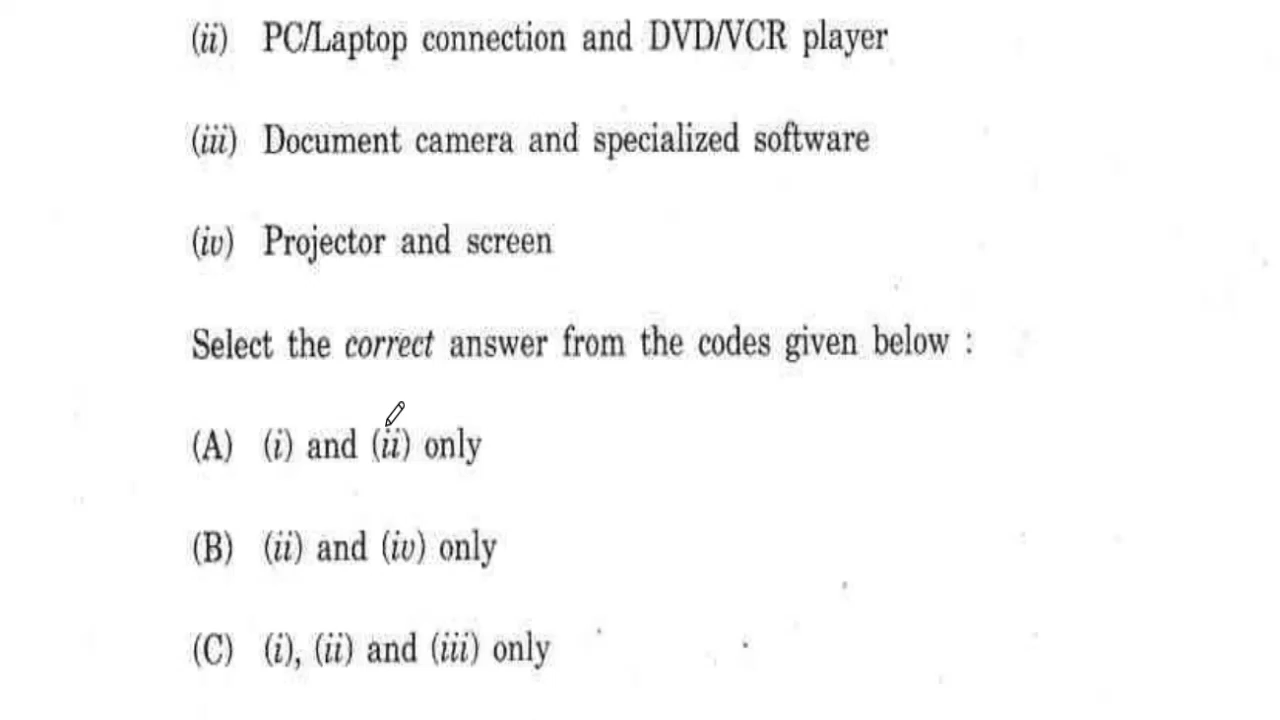 (ii) PC/Laptop connection and DVD/VCR player
(iii) Document camera and specialized software
(iv) Projector and screen
Select the correct answer from the codes given below :
(A) (i) and (ii) only
(B) (ii) and (iv) only
(C) (i), (ii) and (iii) only